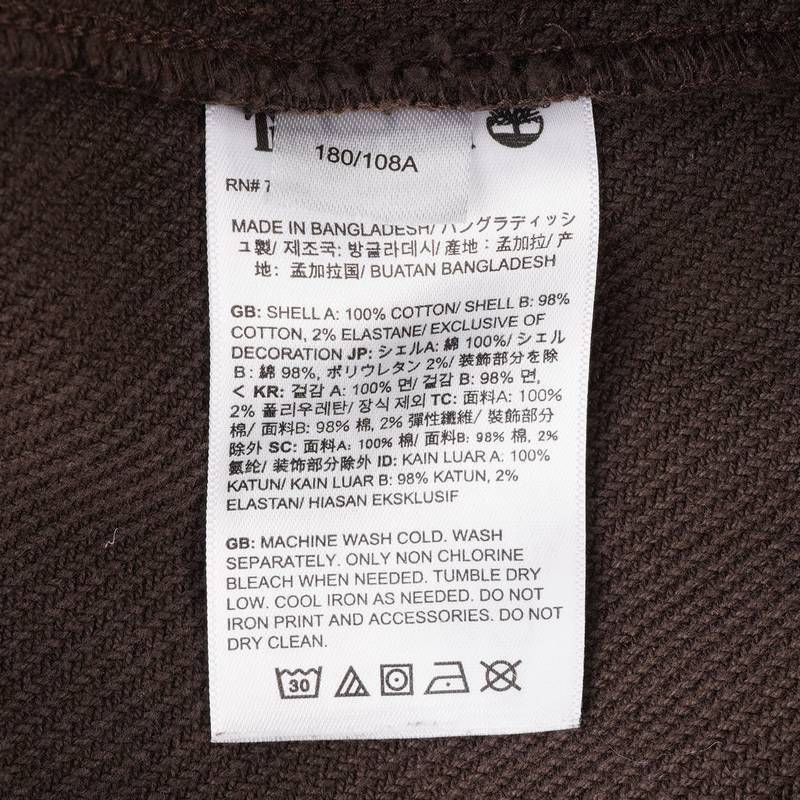 180/108A
RN# 7
MADE IN BANGLADESH/ バングラディッシ
ュ製/ 제조국: 방글라데시/ 產地：孟加拉/ 产
地：孟加拉国/ BUATAN BANGLADESH
GB: SHELL A: 100% COTTON/ SHELL B: 98%
COTTON, 2% ELASTANE/ EXCLUSIVE OF
DECORATION JP: シェルA: 綿 100%/ シェル
B: 綿 98%, ポリウレタン 2%/ 装飾部分を除
く KR: 겉감 A: 100% 면/ 겉감 B: 98% 면,
2% 폴리우레탄/ 장식 제외 TC: 面料A: 100%
棉/ 面料B: 98% 棉, 2% 彈性纖維/ 裝飾部分
除外 SC: 面料A: 100% 棉/ 面料B: 98% 棉, 2%
氨纶/ 装饰部分除外 ID: KAIN LUAR A: 100%
KATUN/ KAIN LUAR B: 98% KATUN, 2%
ELASTAN/ HIASAN EKSKLUSIF
GB: MACHINE WASH COLD. WASH
SEPARATELY. ONLY NON CHLORINE
BLEACH WHEN NEEDED. TUMBLE DRY
LOW. COOL IRON AS NEEDED. DO NOT
IRON PRINT AND ACCESSORIES. DO NOT
DRY CLEAN.
30